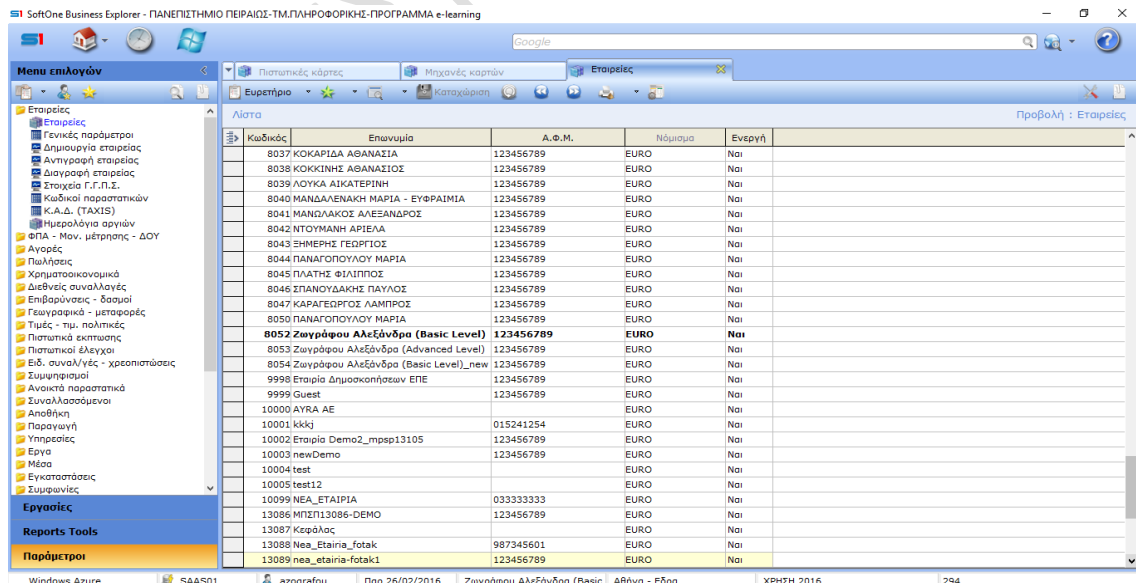 S1 SoftOne Business Explorer - ΠΑΝΕΠΙΣΤΗΜΙΟ ΠΕΙΡΑΙΩΣ-ΤΜ.ΠΛΗΡΟΦΟΡΙΚΗΣ-ΠΡΟΓΡΑΜΜΑ e-learning
S1 Google
Menu επιλογών
Πιστωτικές κάρτες Μηχανές καρτών Εταιρείες
Ευρετήριο Καταχώριση
Λίστα Προβολή : Εταιρείες
Εταιρείες
Εταιρείες
Γενικές παράμετροι
Δημιουργία εταιρείας
Αντιγραφή εταιρείας
Διαγραφή εταιρείας
Στοιχεία Γ.Γ.Π.Σ.
Κωδικοί παραστατικών
Κ.Α.Δ. (TAXIS)
Ημερολόγια αργιών
ΦΠΑ - Μον. μέτρησης - ΔΟΥ
Αγορές
Πωλήσεις
Χρηματοοικονομικά
Διεθνείς συναλλαγές
Επιβαρύνσεις - δασμοί
Γεωγραφικά - μεταφορές
Τιμές - τιμ. πολιτικές
Πιστωτικά εκπτωσης
Πιστωτικοί έλεγχοι
Ειδ. συναλ/γές - χρεοπιστώσεις
Συμψηφισμοί
Ανοικτά παραστατικά
Συναλλασσόμενοι
Αποθήκη
Παραγωγή
Υπηρεσίες
Εργα
Μέσα
Εγκαταστάσεις
Συμφωνίες
Εργασίες
Reports Tools
Παράμετροι
Κωδικός Επωνυμία Α.Φ.Μ. Νόμισμα Ενεργή
8037 ΚΟΚΑΡΙΔΑ ΑΘΑΝΑΣΙΑ 123456789 EURO Ναι
8038 ΚΟΚΚΙΝΗΣ ΑΘΑΝΑΣΙΟΣ 123456789 EURO Ναι
8039 ΛΟΥΚΑ ΑΙΚΑΤΕΡΙΝΗ 123456789 EURO Ναι
8040 ΜΑΝΔΑΛΕΝΑΚΗ ΜΑΡΙΑ - ΕΥΦΡΑΙΜΙΑ 123456789 EURO Ναι
8041 ΜΑΝΩΛΑΚΟΣ ΑΛΕΞΑΝΔΡΟΣ 123456789 EURO Ναι
8042 ΝΤΟΥΜΑΝΗ ΑΡΙΕΛΑ 123456789 EURO Ναι
8043 ΞΗΜΕΡΗΣ ΓΕΩΡΓΙΟΣ 123456789 EURO Ναι
8044 ΠΑΝΑΓΟΠΟΥΛΟΥ ΜΑΡΙΑ 123456789 EURO Ναι
8045 ΠΛΑΤΗΣ ΦΙΛΙΠΠΟΣ 123456789 EURO Ναι
8046 ΣΠΑΝΟΥΔΑΚΗΣ ΠΑΥΛΟΣ 123456789 EURO Ναι
8047 ΚΑΡΑΓΕΩΡΓΟΣ ΛΑΜΠΡΟΣ 123456789 EURO Ναι
8050 ΠΑΝΑΓΟΠΟΥΛΟΥ ΜΑΡΙΑ 123456789 EURO Ναι
8052 Ζωγράφου Αλεξάνδρα (Basic Level) 123456789 EURO Ναι
8053 Ζωγράφου Αλεξάνδρα (Advanced Level) 123456789 EURO Ναι
8054 Ζωγράφου Αλεξάνδρα (Basic Level)_new 123456789 EURO Ναι
9998 Εταιρία Δημοσκοπήσεων ΕΠΕ 123456789 EURO Ναι
9999 Guest 123456789 EURO Ναι
10000 AYRA AE EURO Ναι
10001 kkkj 015241254 EURO Ναι
10002 Εταιρία Demo2_mpsp13105 123456789 EURO Ναι
10003 newDemo 123456789 EURO Ναι
10004 test EURO Ναι
10005 test12 EURO Ναι
10099 ΝΕΑ_ΕΤΑΙΡΙΑ 033333333 EURO Ναι
13086 ΜΠΣΠ13086-DEMO 123456789 EURO Ναι
13087 Κεφάλας EURO Ναι
13088 Nea_Etairia_fotak 987345601 EURO Ναι
13089 nea_etairia-fotak1 123456789 EURO Ναι
Windows Azure SAAS01 azografou Παρ 26/02/2016 Ζωγράφου Αλεξάνδρα (Basic Αθήνα - Εδρα ΧΡΗΣΗ 2016 294